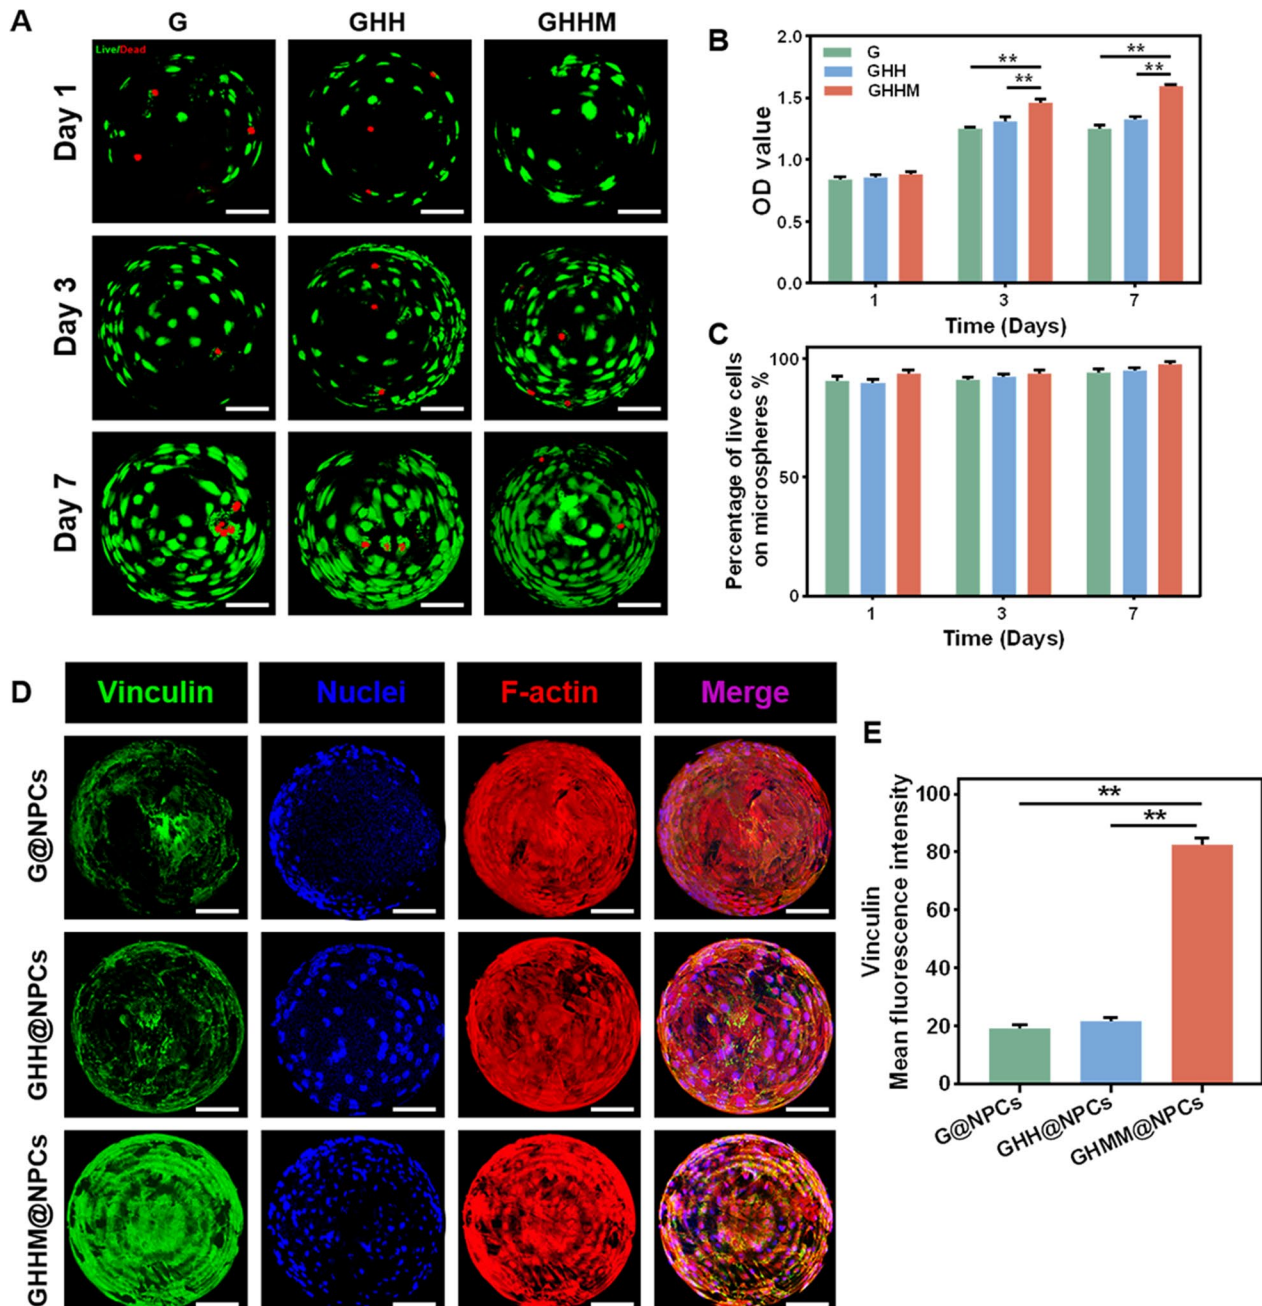 A
G
GHH
GHHM
Live/Dead
Day 1
Day 3
Day 7
B
OD value
2.0
1.5
1.0
0.5
0.0
G
GHH
GHHM
**
**
**
**
1
3
7
Time (Days)
C
Percentage of live cells
on microspheres %
100
50
0
1
3
7
Time (Days)
D
Vinculin
Nuclei
F-actin
Merge
G@NPCs
GHH@NPCs
GHHM@NPCs
E
Vinculin
Mean fluorescence intensity
100
80
60
40
20
0
**
**
G@NPCs
GHH@NPCs
GHMM@NPCs